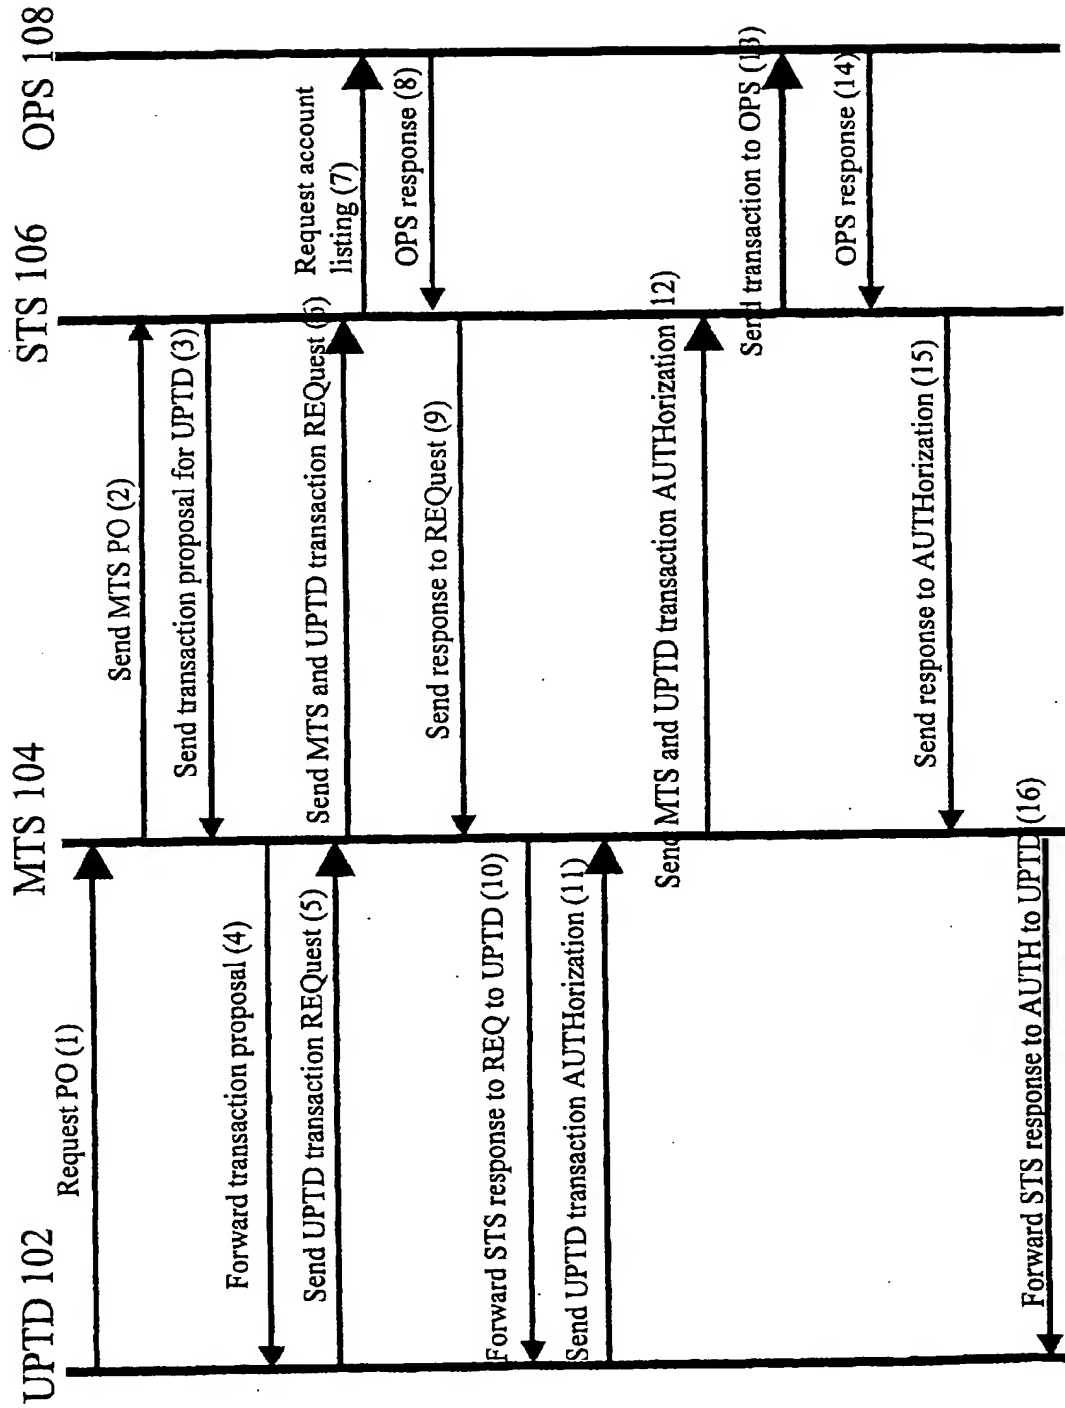 UPTD 102
MTS 104
STS 106
OPS 108
Request PO (1)
Send MTS PO (2)
Send transaction proposal for UPTD (3)
Forward transaction proposal (4)
Send UPTD transaction REQuest (5)
Send MTS and UPTD transaction REQuest (6)
Request account
listing (7)
OPS response (8)
Send response to REQuest (9)
Forward STS response to REQ to UPTD (10)
Send UPTD transaction AUTHorization (11)
Send MTS and UPTD transaction AUTHorization (12)
Send transaction to OPS (13)
OPS response (14)
Send response to AUTHorization (15)
Forward STS response to AUTH to UPTD (16)